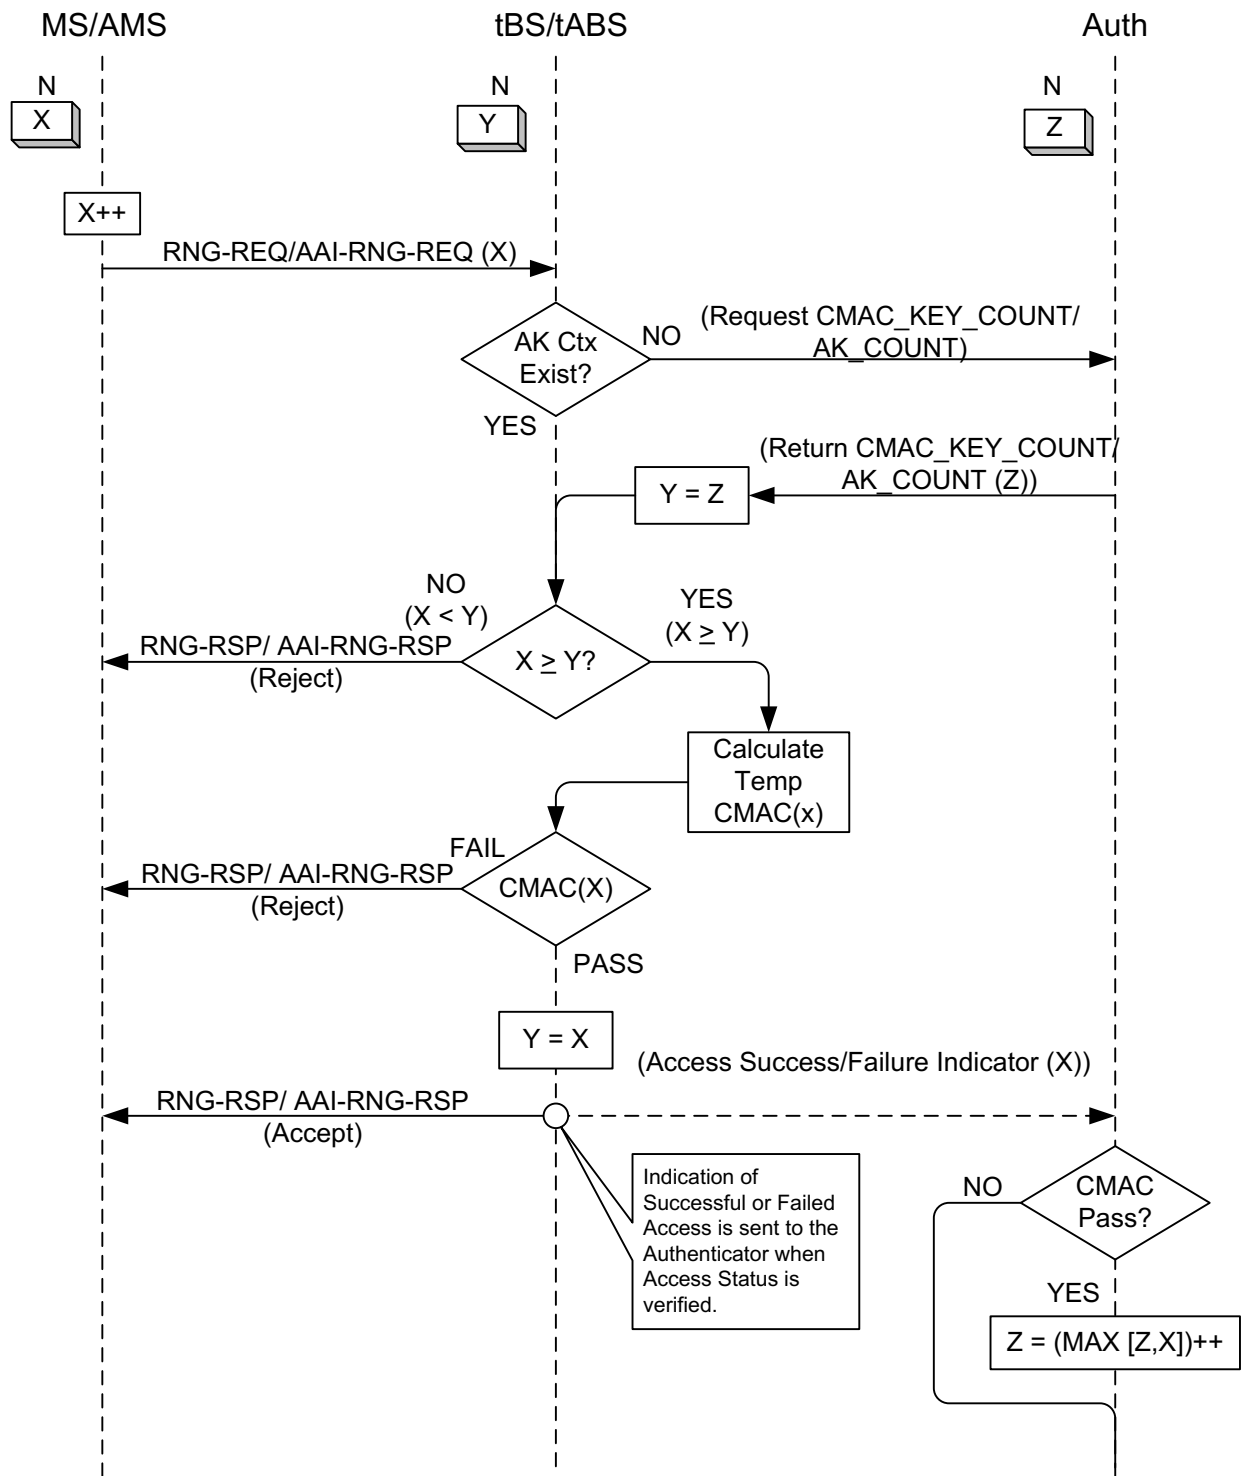 MS/AMS
tBS/tABS
Auth
N
N
N
X
Y
Z
X++
RNG-REQ/AAI-RNG-REQ (X)
AK Ctx
Exist?
NO
(Request CMAC_KEY_COUNT/
AK_COUNT)
YES
(Return CMAC_KEY_COUNT/
AK_COUNT (Z))
Y = Z
NO
(X < Y)
YES
(X ≥ Y)
RNG-RSP/ AAI-RNG-RSP
(Reject)
X ≥ Y?
Calculate
Temp
CMAC(x)
FAIL
RNG-RSP/ AAI-RNG-RSP
(Reject)
CMAC(X)
PASS
Y = X
(Access Success/Failure Indicator (X))
RNG-RSP/ AAI-RNG-RSP
(Accept)
Indication of
Successful or Failed
Access is sent to the
Authenticator when
Access Status is
verified.
NO
CMAC
Pass?
YES
Z = (MAX [Z,X])++